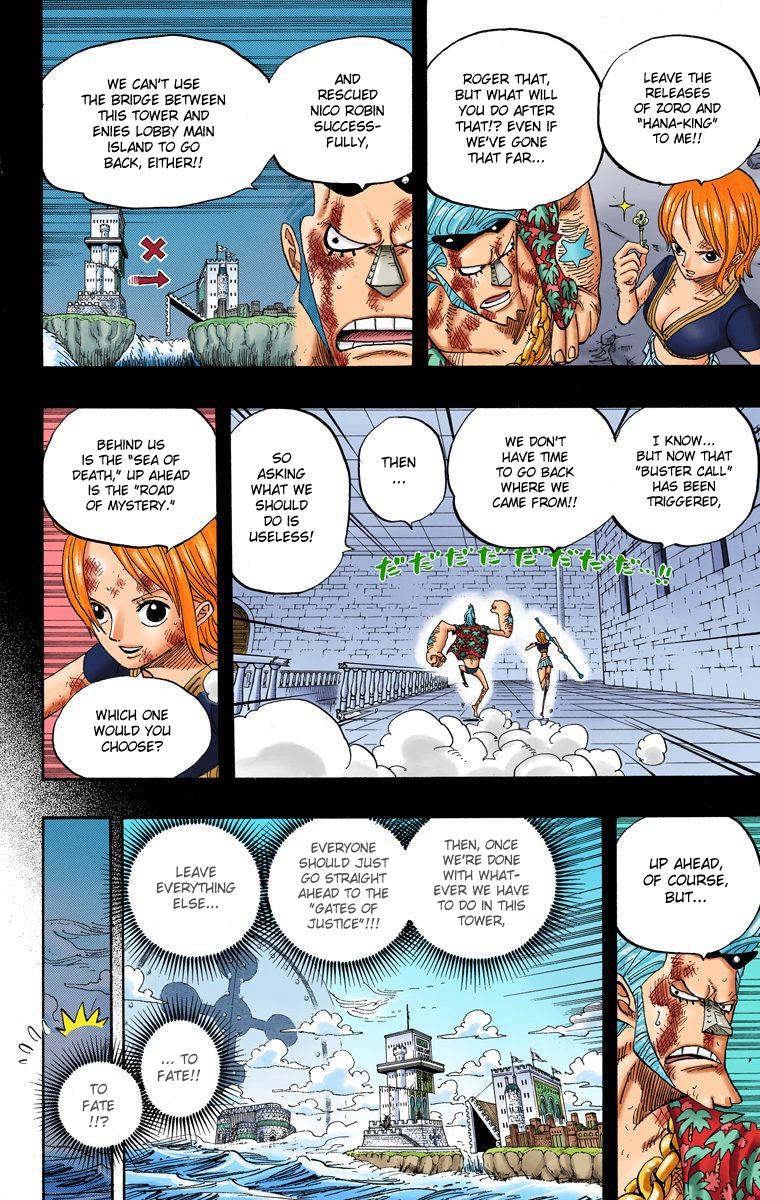 LEAVE THE
RELEASES
OF ZORO AND
"HANA-KING"
TO ME!!
ROGER THAT,
BUT WHAT WILL
YOU DO AFTER
THAT!? EVEN IF
WE'VE GONE
THAT FAR...
AND
RESCUED
NICO ROBIN
SUCCESS-
FULLY,
WE CAN'T USE
THE BRIDGE BETWEEN
THIS TOWER AND
ENIES LOBBY MAIN
ISLAND TO GO
BACK, EITHER!!
I KNOW...
BUT NOW THAT
"BUSTER CALL"
HAS BEEN
TRIGGERED,
WE DON'T
HAVE TIME
TO GO BACK
WHERE WE
CAME FROM!!
THEN
...
SO
ASKING
WHAT WE
SHOULD
DO IS
USELESS!
だだだだだだだだ…!!
BEHIND US
IS THE "SEA OF
DEATH," UP AHEAD
IS THE "ROAD
OF MYSTERY."
WHICH ONE
WOULD YOU
CHOOSE?
UP AHEAD,
OF COURSE,
BUT...
THEN, ONCE
WE'RE DONE
WITH WHAT-
EVER WE HAVE
TO DO IN THIS
TOWER,
EVERYONE
SHOULD JUST
GO STRAIGHT
AHEAD TO THE
"GATES OF
JUSTICE"!!!
LEAVE
EVERYTHING
ELSE...
... TO
FATE!!
TO
FATE
!!?